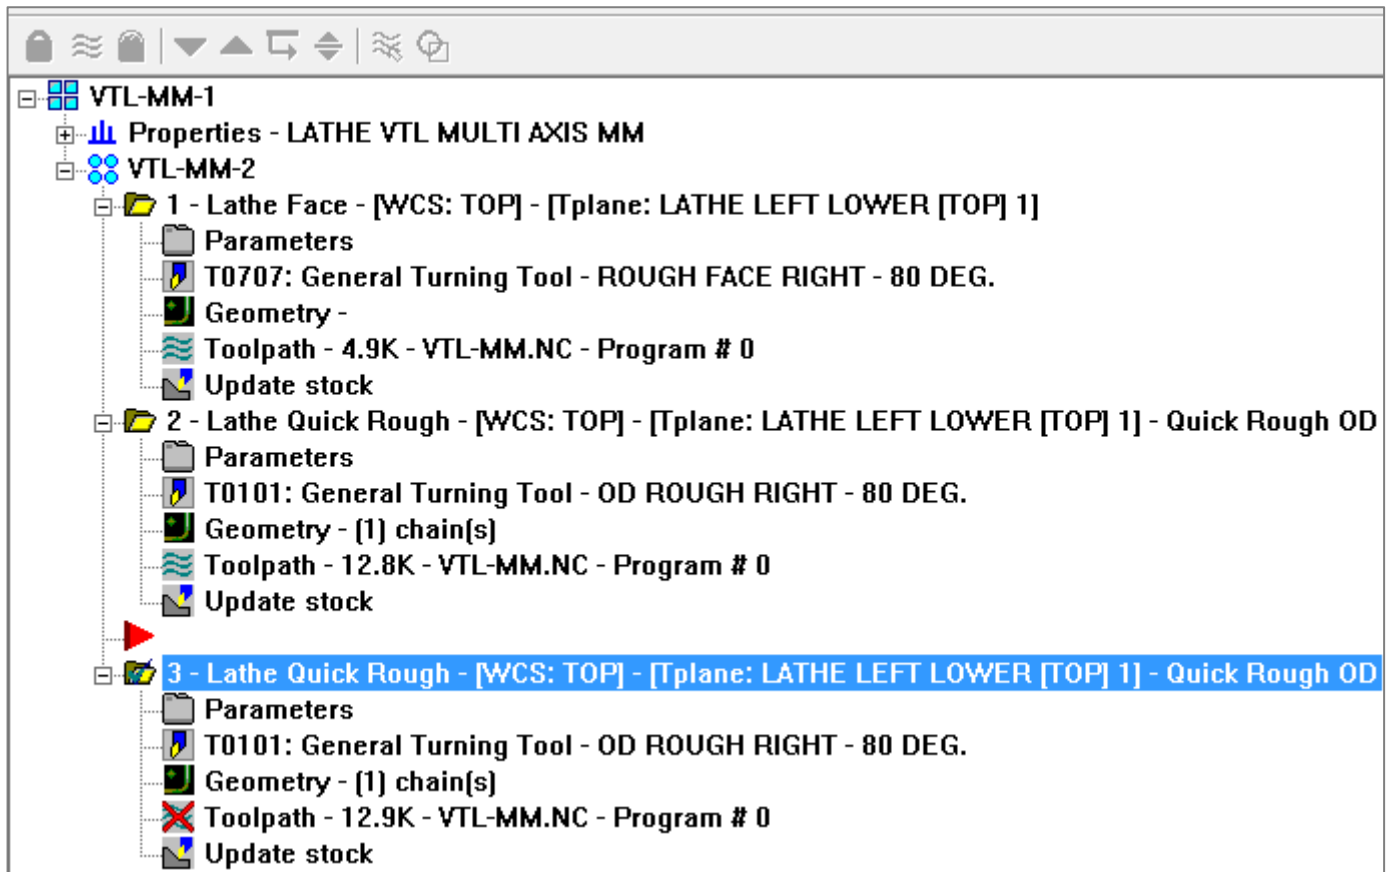 VTL-MM-1
Properties - LATHE VTL MULTI AXIS MM
VTL-MM-2
1 - Lathe Face - [WCS: TOP] - [Tplane: LATHE LEFT LOWER [TOP] 1]
Parameters
T0707: General Turning Tool - ROUGH FACE RIGHT - 80 DEG.
Geometry -
Toolpath - 4.9K - VTL-MM.NC - Program # 0
Update stock
2 - Lathe Quick Rough - [WCS: TOP] - [Tplane: LATHE LEFT LOWER [TOP] 1] - Quick Rough OD
Parameters
T0101: General Turning Tool - OD ROUGH RIGHT - 80 DEG.
Geometry - (1) chain(s)
Toolpath - 12.8K - VTL-MM.NC - Program # 0
Update stock
3 - Lathe Quick Rough - [WCS: TOP] - [Tplane: LATHE LEFT LOWER [TOP] 1] - Quick Rough OD
Parameters
T0101: General Turning Tool - OD ROUGH RIGHT - 80 DEG.
Geometry - (1) chain(s)
Toolpath - 12.9K - VTL-MM.NC - Program # 0
Update stock